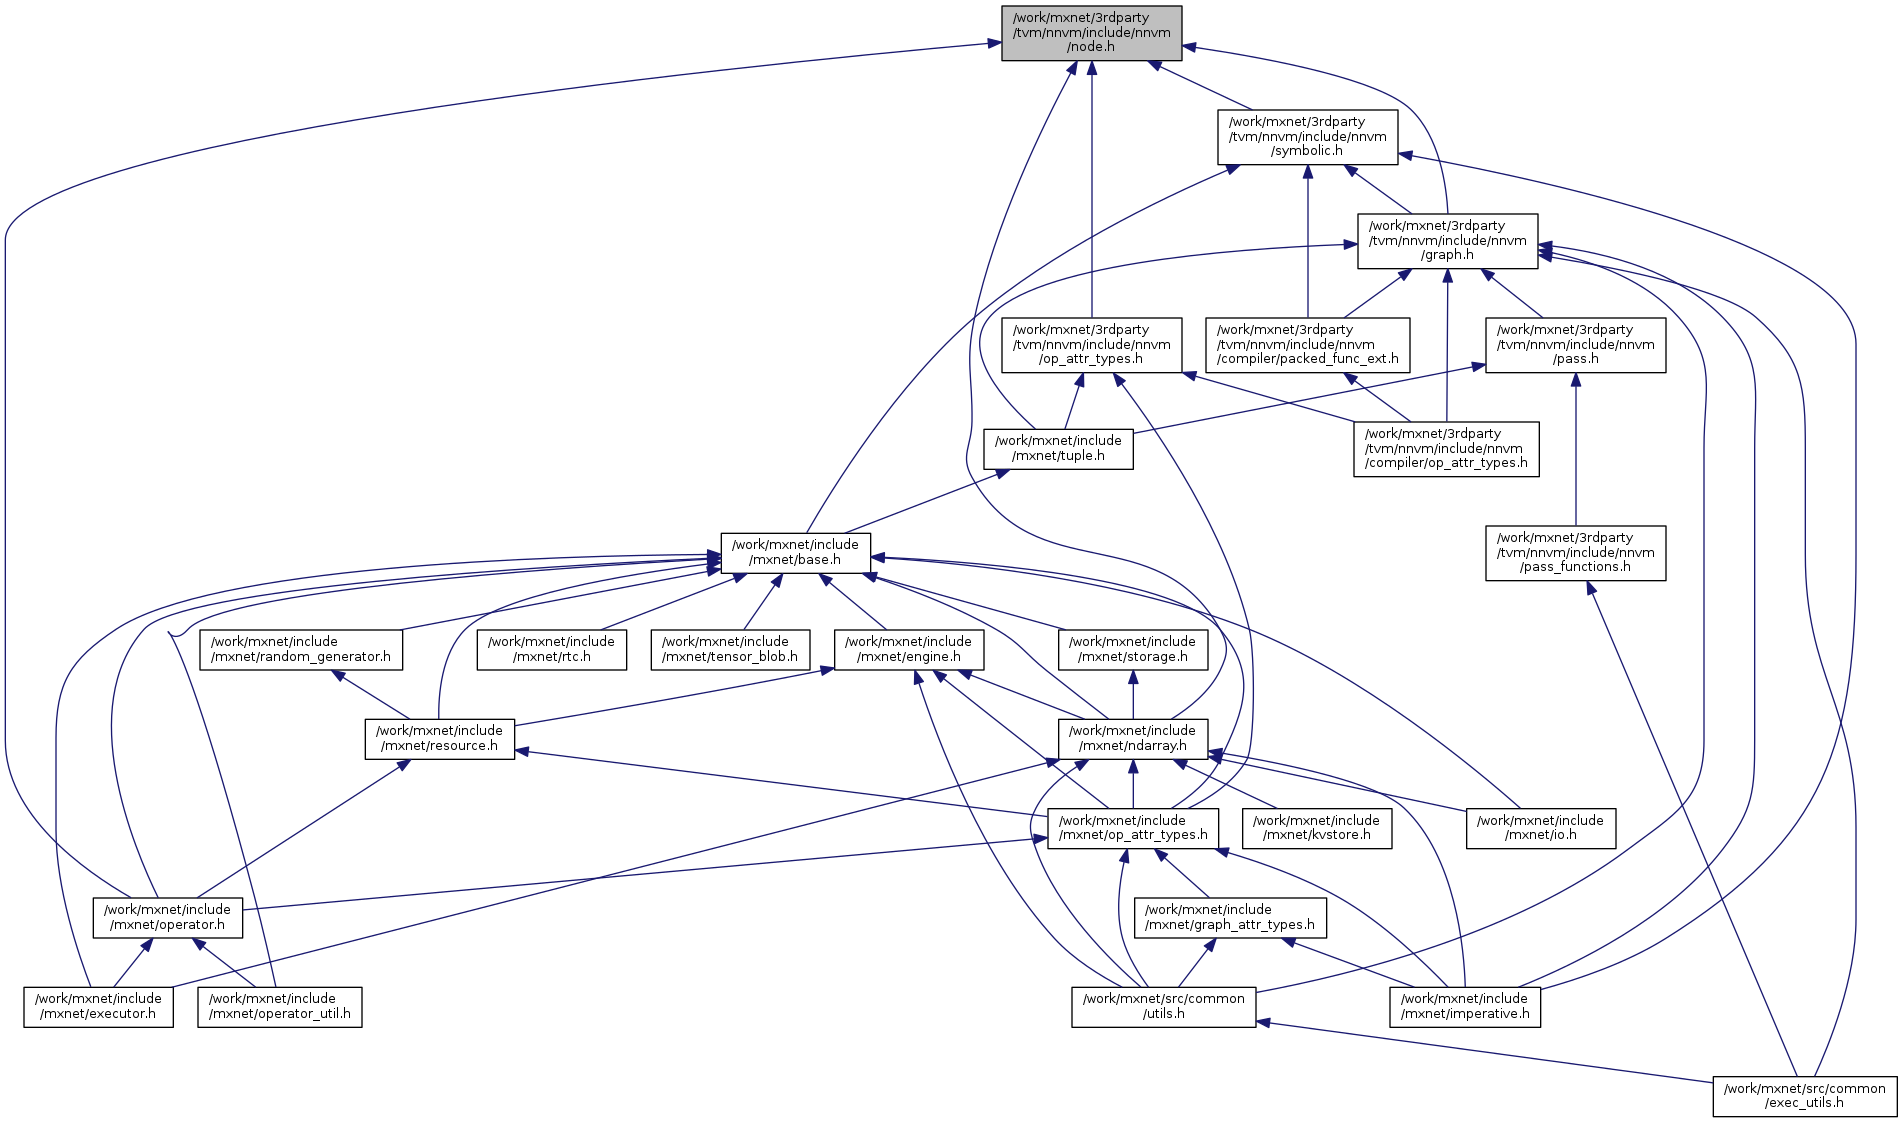 /work/mxnet/3rdparty
/tvm/nnvm/include/nnvm
/node.h
/work/mxnet/3rdparty
/tvm/nnvm/include/nnvm
/symbolic.h
/work/mxnet/3rdparty
/tvm/nnvm/include/nnvm
/graph.h
/work/mxnet/3rdparty
/tvm/nnvm/include/nnvm
/op_attr_types.h
/work/mxnet/3rdparty
/tvm/nnvm/include/nnvm
/compiler/packed_func_ext.h
/work/mxnet/3rdparty
/tvm/nnvm/include/nnvm
/pass.h
/work/mxnet/include
/mxnet/tuple.h
/work/mxnet/3rdparty
/tvm/nnvm/include/nnvm
/compiler/op_attr_types.h
/work/mxnet/include
/mxnet/base.h
/work/mxnet/3rdparty
/tvm/nnvm/include/nnvm
/pass_functions.h
/work/mxnet/include
/mxnet/random_generator.h
/work/mxnet/include
/mxnet/rtc.h
/work/mxnet/include
/mxnet/tensor_blob.h
/work/mxnet/include
/mxnet/engine.h
/work/mxnet/include
/mxnet/storage.h
/work/mxnet/include
/mxnet/resource.h
/work/mxnet/include
/mxnet/ndarray.h
/work/mxnet/include
/mxnet/op_attr_types.h
/work/mxnet/include
/mxnet/kvstore.h
/work/mxnet/include
/mxnet/io.h
/work/mxnet/include
/mxnet/operator.h
/work/mxnet/include
/mxnet/graph_attr_types.h
/work/mxnet/include
/mxnet/executor.h
/work/mxnet/include
/mxnet/operator_util.h
/work/mxnet/src/common
/utils.h
/work/mxnet/include
/mxnet/imperative.h
/work/mxnet/src/common
/exec_utils.h